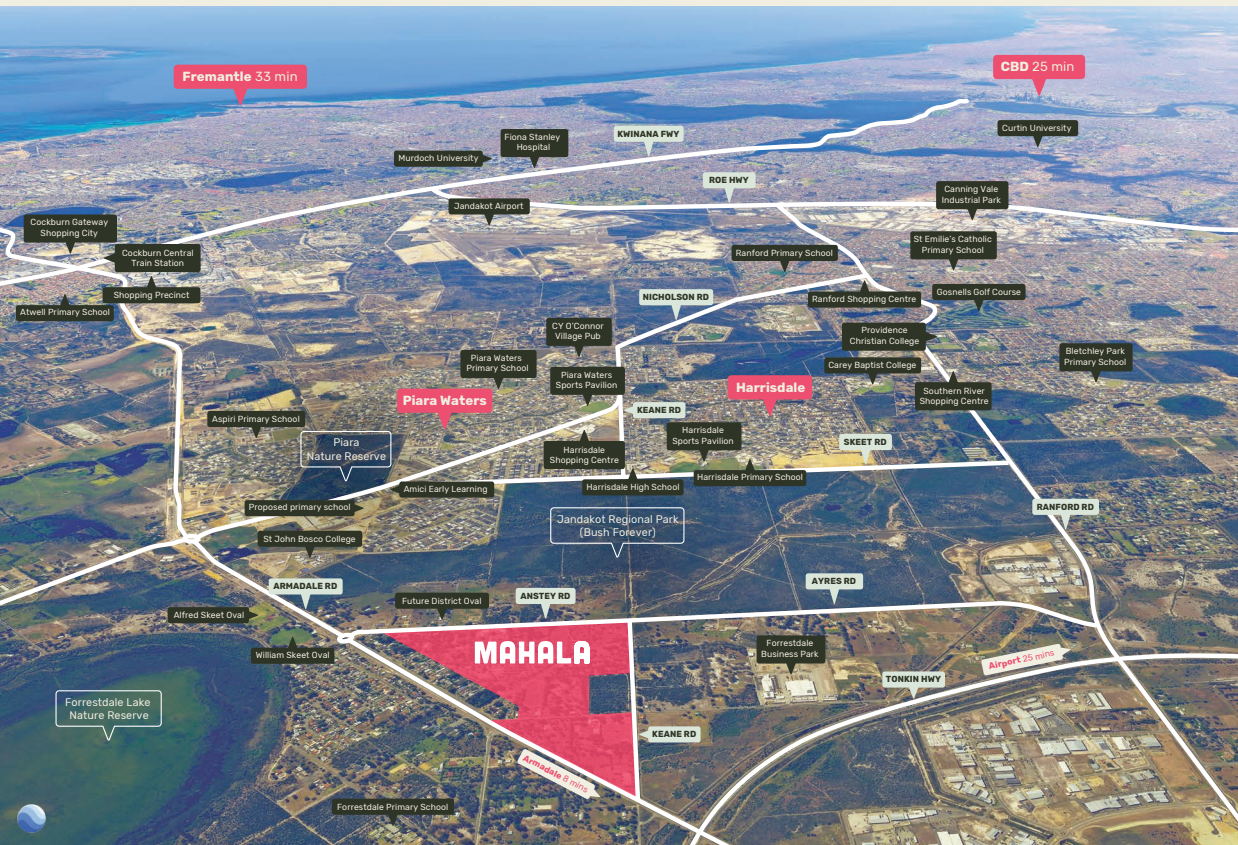 Fremantle 33 min
CBD 25 min
Curtin University
KWINANA FWY
Fiona Stanley
Hospital
Murdoch University
ROE HWY
Canning Vale
Industrial Park
Jandakot Airport
Cockburn Gateway
Shopping City
Cockburn Central
Train Station
St Emilie's Catholic
Primary School
Ranford Primary School
Shopping Precinct
Atwell Primary School
NICHOLSON RD
Ranford Shopping Centre
Gosnells Golf Course
CY O'Connor
Village Pub
Providence
Christian College
Piara Waters
Primary School
Piara Waters
Sports Pavilion
Carey Baptist College
Bletchley Park
Primary School
Piara Waters
Harrisdale
Southern River
Shopping Centre
KEANE RD
Aspiri Primary School
Piara
Nature Reserve
Harrisdale
Sports Pavilion
SKEET RD
Harrisdale
Shopping Centre
Harrisdale Primary School
Amici Early Learning
Harrisdale High School
Proposed primary school
RANFORD RD
Jandakot Regional Park
(Bush Forever)
St John Bosco College
ARMADALE RD
AYRES RD
ANSTEY RD
Future District Oval
Alfred Skeet Oval
William Skeet Oval
MAHALA
Forrestdale
Business Park
Airport 25 mins
TONKIN HWY
Forrestdale Lake
Nature Reserve
KEANE RD
Armadale 8 mins
Forrestdale Primary School